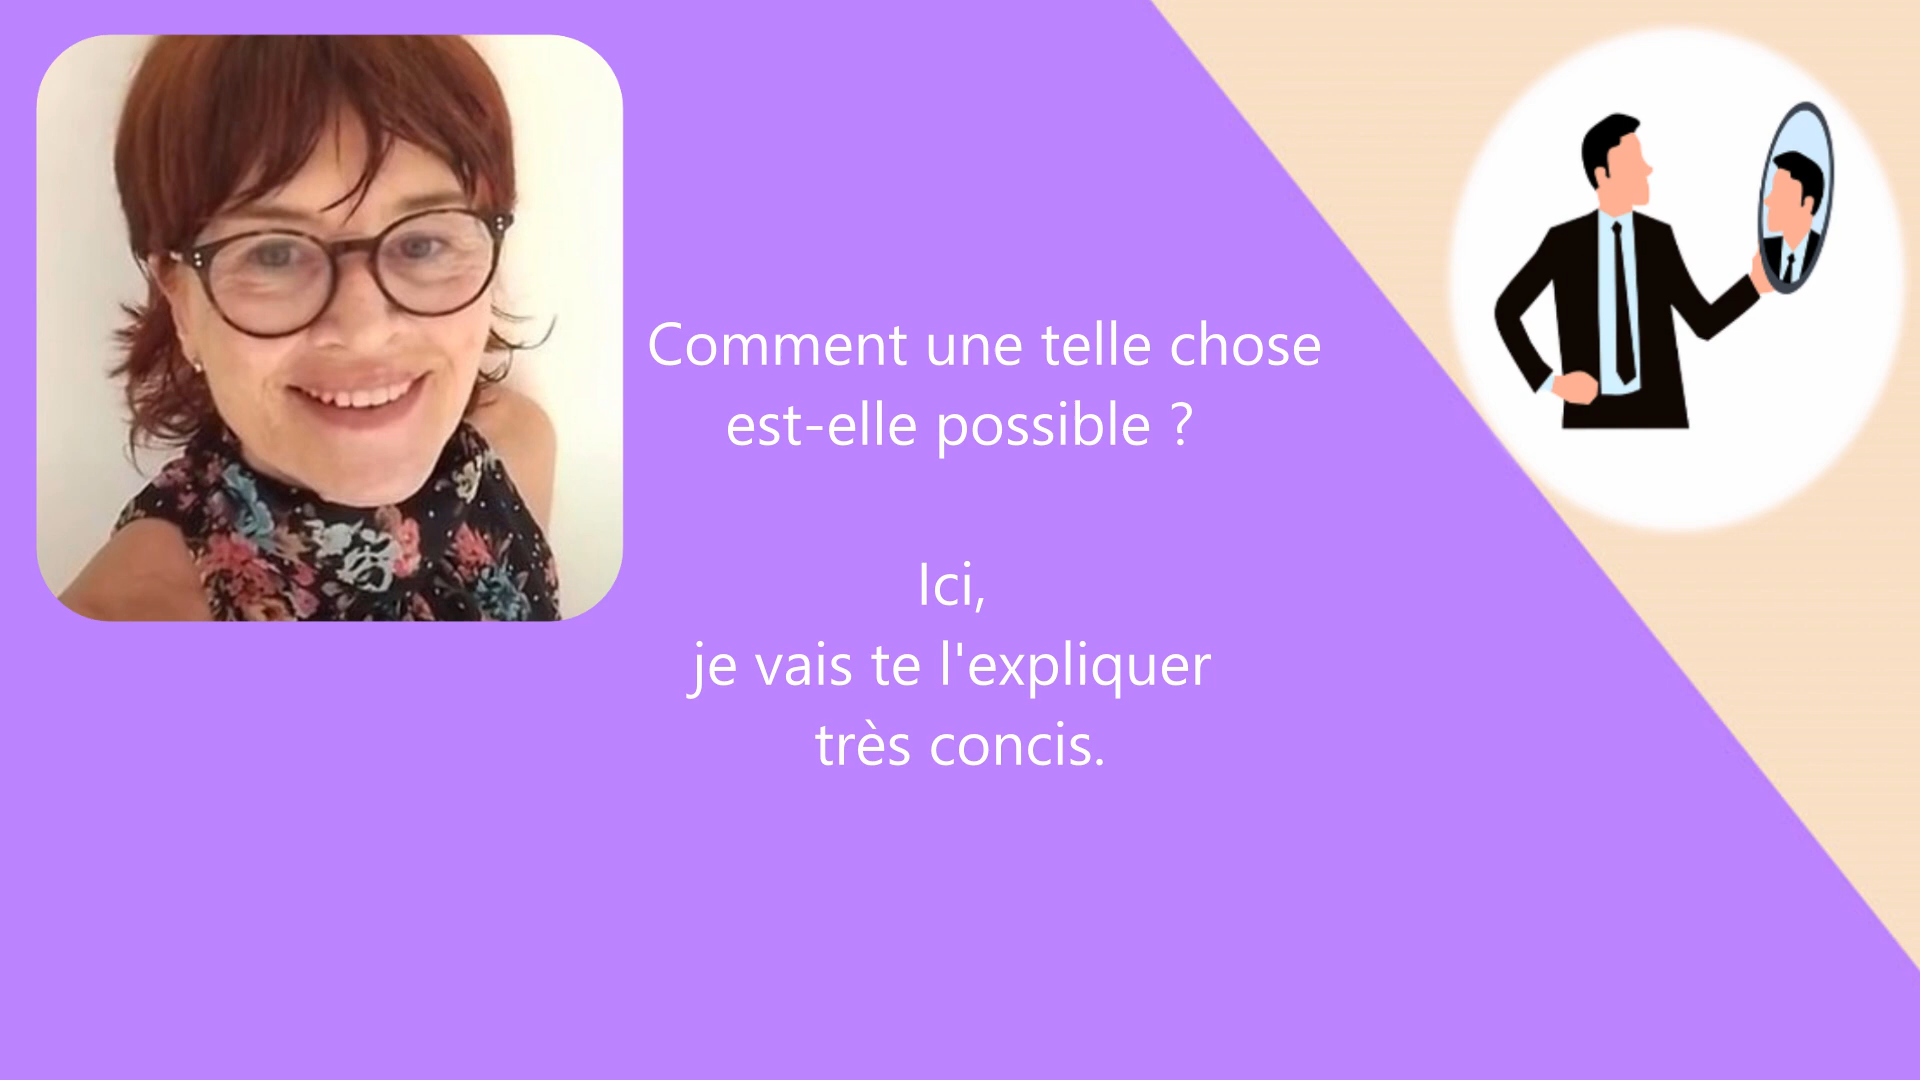 Comment une telle chose
est-elle possible ?
Ici,
je vais te l'expliquer
très concis.